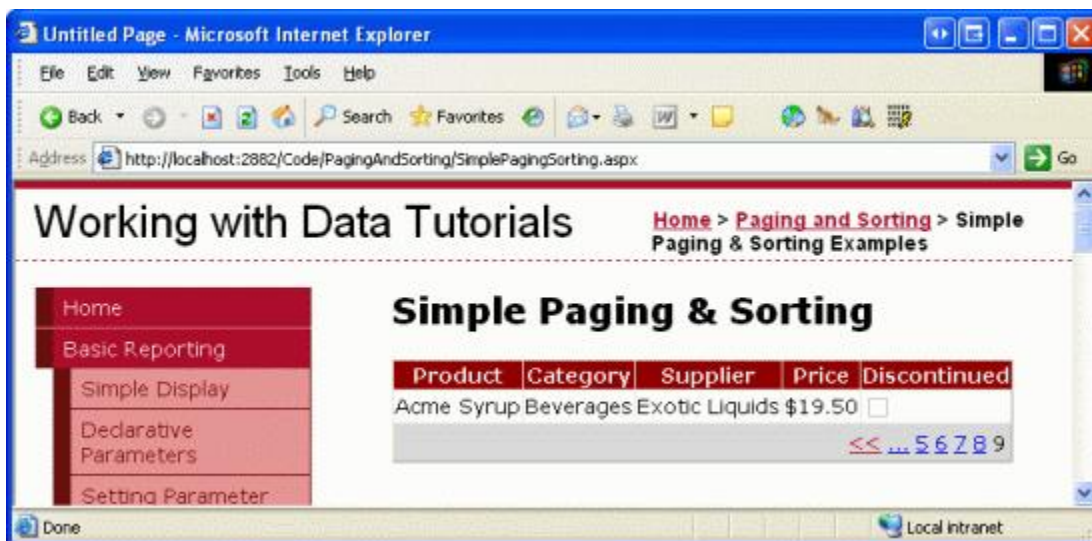 Untitled Page - Microsoft Internet Explorer
File Edit View Favorites Tools Help
Back Search Favorites
Address http://localhost:2882/Code/PagingAndSorting/SimplePagingSorting.aspx Go
Working with Data Tutorials
Home > Paging and Sorting > Simple
Paging & Sorting Examples
Home
Basic Reporting
Simple Display
Declarative
Parameters
Setting Parameter
Simple Paging & Sorting
Product Category Supplier Price Discontinued
Acme Syrup Beverages Exotic Liquids $19.50
<< ... 5 6 7 8 9
Done Local intranet